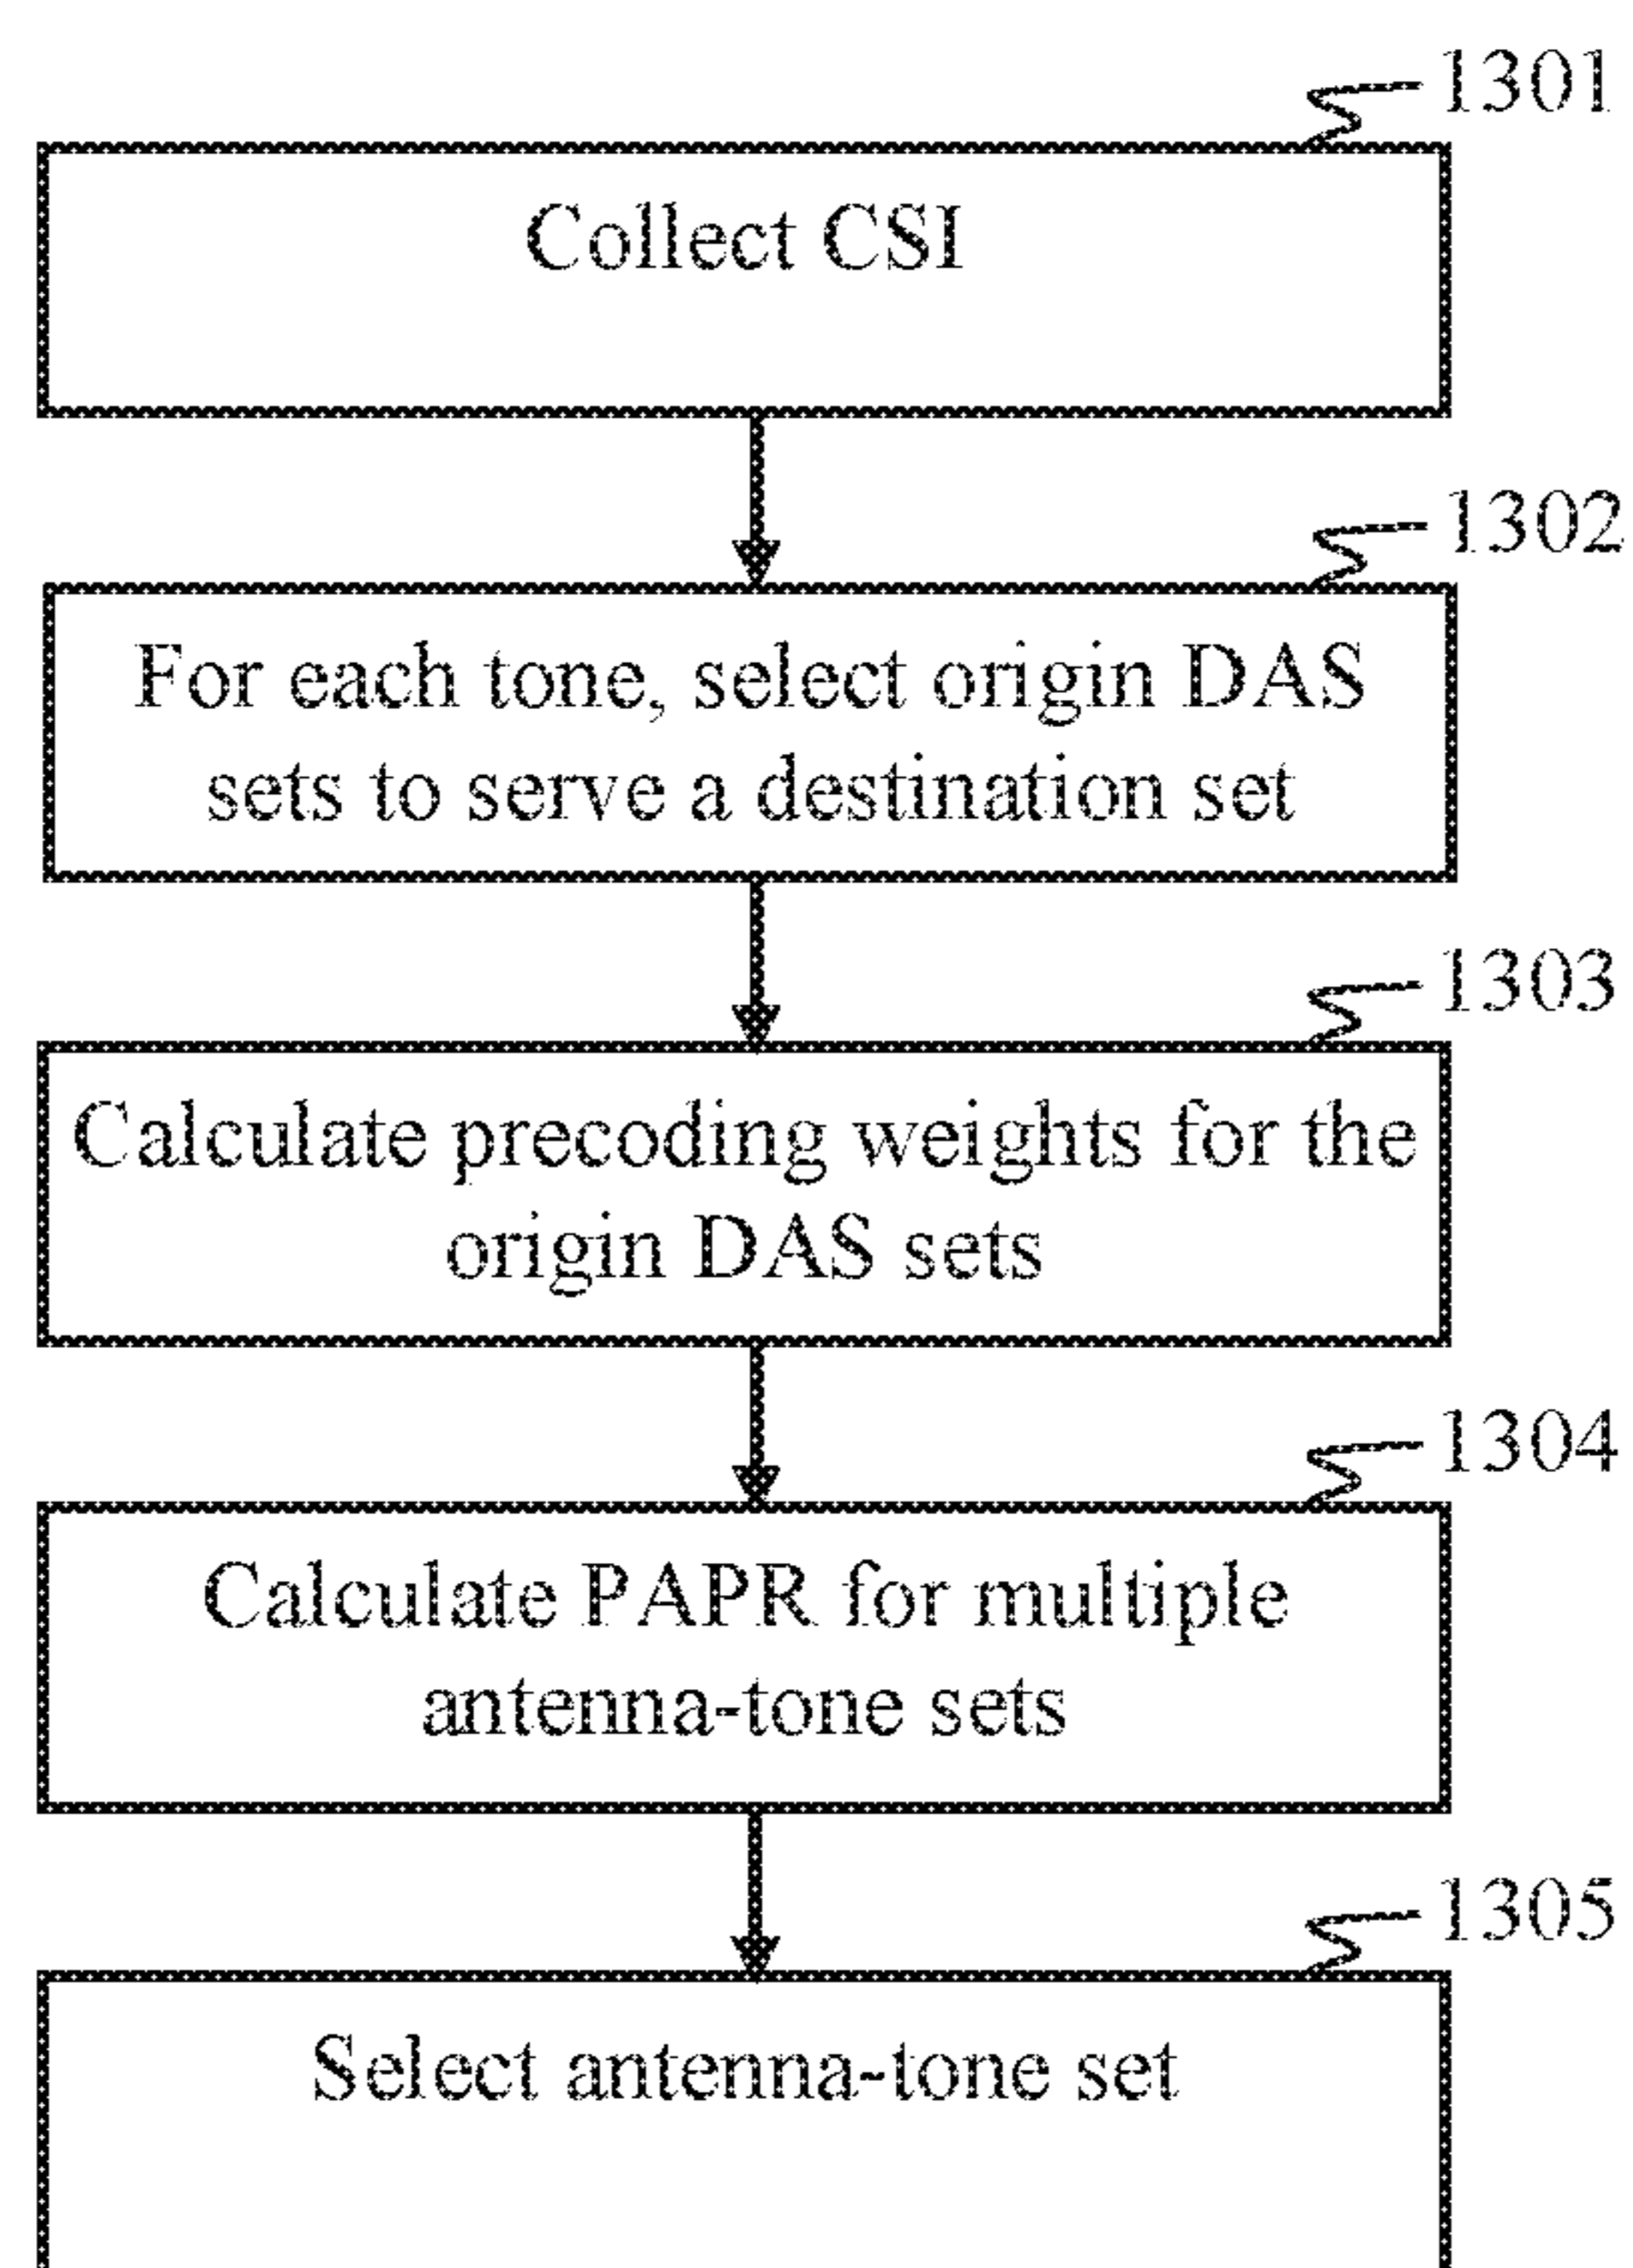 1301
Collect CSI
1302
For each tone, select origin DAS
sets to serve a destination set
1303
Calculate precoding weights for the
origin DAS sets
1304
Calculate PAPR for multiple
antenna-tone sets
1305
Select antenna-tone set